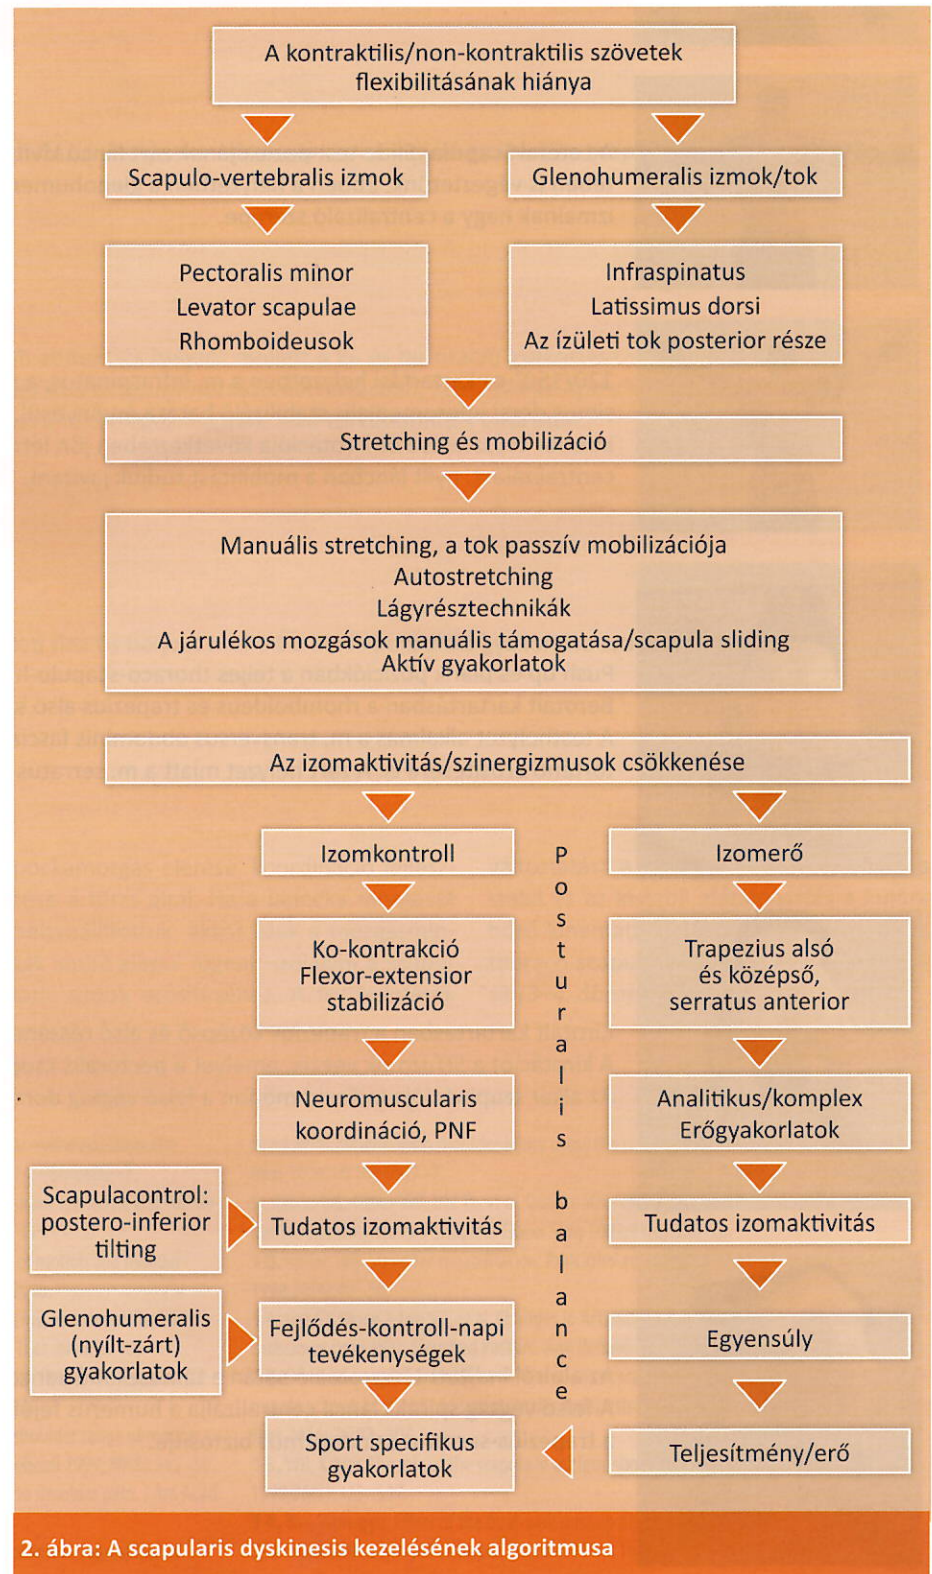 A kontraktilis/non-kontraktilis szövetek
flexibilitásának hiánya
Scapulo-vertebralis izmok
Glenohumeralis izmok/tok
Pectoralis minor
Levator scapulae
Rhomboideusok
Infraspinatus
Latissimus dorsi
Az ízületi tok posterior része
Stretching és mobilizáció
Manuális stretching, a tok passzív mobilizációja
Autostretching
Lágyrésztechnikák
A járulékos mozgások manuális támogatása/scapula sliding
Aktív gyakorlatok
Az izomaktivitás/szinergizmusok csökkenése
Izomkontroll
Izomerő
Posturalis balance
Ko-kontrakció
Flexor-extensior
stabilizáció
Trapezius alsó
és középső,
serratus anterior
Neuromuscularis
koordináció, PNF
Analitikus/komplex
Erőgyakorlatok
Scapulacontrol:
postero-inferior
tilting
Tudatos izomaktivitás
Tudatos izomaktivitás
Glenohumeralis
(nyílt-zárt)
gyakorlatok
Fejlődés-kontroll-napi
tevékenységek
Egyensúly
Sport specifikus
gyakorlatok
Teljesítmény/erő
2. ábra: A scapularis dyskinesis kezelésének algoritmusa